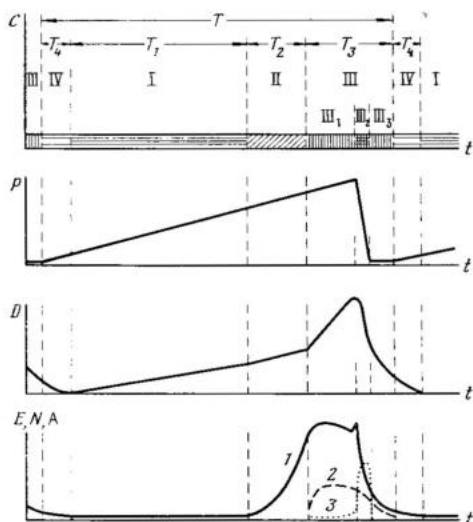 C T
T₄ T₁ T₂ T₃ T₄
III IV I II III IV I
III₁ III₂ III₃
t
P
t
D
t
E, N, A
1 2
3
t